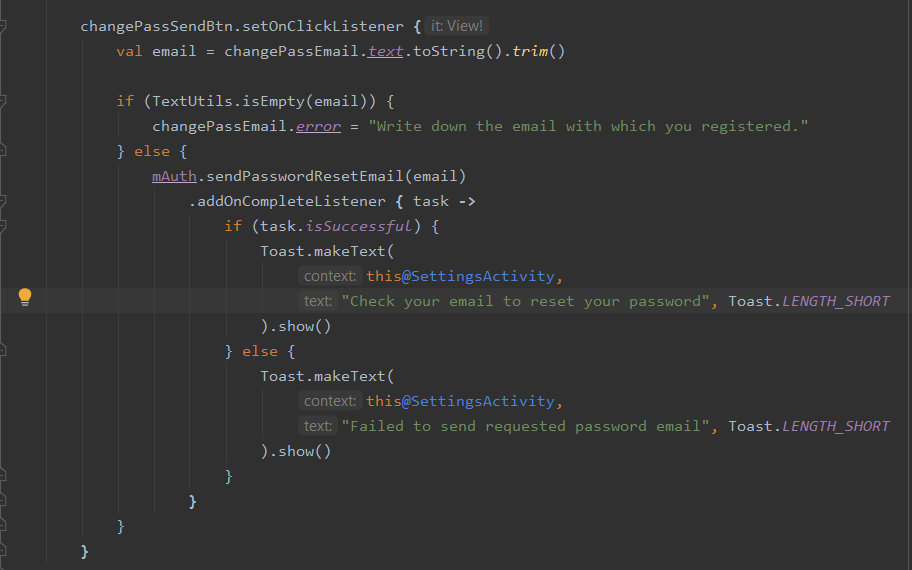 changePassSendBtn.setOnClickListener { it: View!
val email = changePassEmail.text.toString().trim()
if (TextUtils.isEmpty(email)) {
changePassEmail.error = "Write down the email with which you registered."
} else {
mAuth.sendPasswordResetEmail(email)
.addOnCompleteListener { task ->
if (task.isSuccessful) {
Toast.makeText(
context: this@SettingsActivity,
text: "Check your email to reset your password", Toast.LENGTH_SHORT
).show()
} else {
Toast.makeText(
context: this@SettingsActivity,
text: "Failed to send requested password email", Toast.LENGTH_SHORT
).show()
}
}
}
}